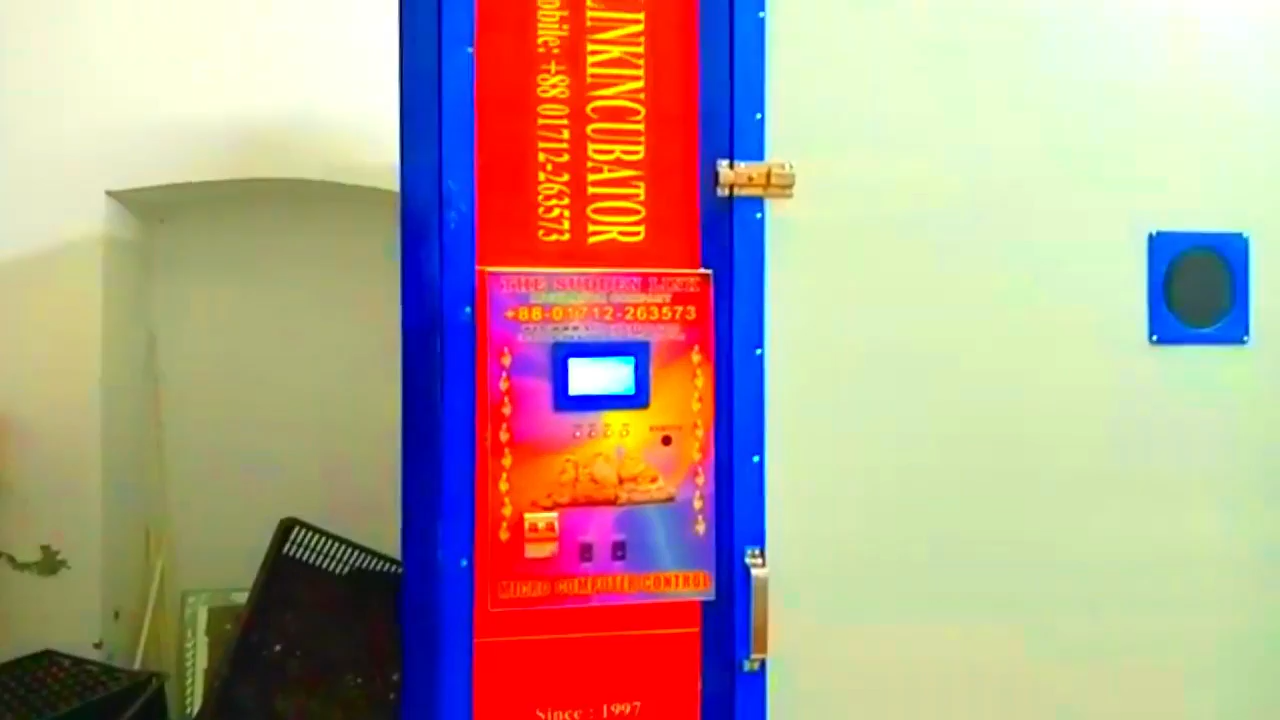 LINKINCUBATOR
obile: +88 01712-263573
THE SUDDEN LINK
+88-01712-263573
MICRO COMPUTER CONTROL
Since : 1997